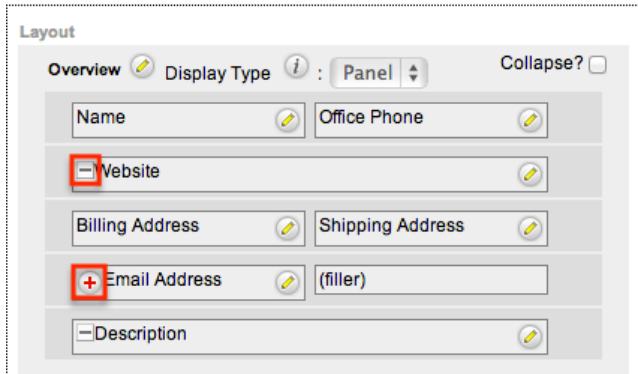 Layout
Overview Display Type i : Panel Collapse?
Name Office Phone
Website
Billing Address Shipping Address
Email Address (filler)
Description